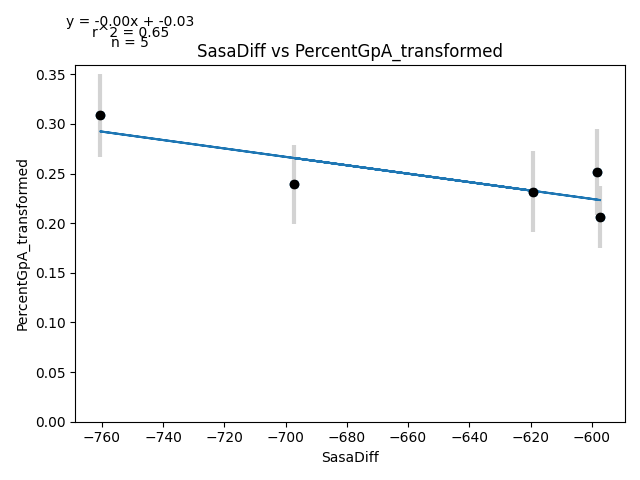 y = -0.00x + -0.03
r^2 = 0.65
n = 5
SasaDiff vs PercentGpA_transformed
PercentGpA_transformed
0.35
0.30
0.25
0.20
0.15
0.10
0.05
0.00
−760
−740
−720
−700
−680
−660
−640
−620
−600
SasaDiff